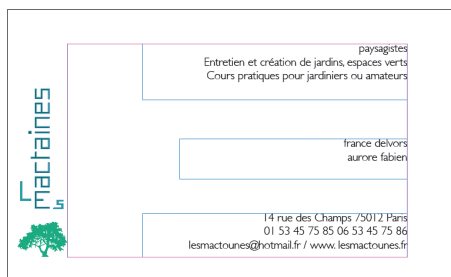 Les Mactaines
paysagistes
Entretien et création de jardins, espaces verts
Cours pratiques pour jardiniers ou amateurs
france delvors
aurore fabien
14 rue des Champs 75012 Paris
01 53 45 75 85 06 53 45 75 86
lesmactounes@hotmail.fr / www. lesmactounes.fr